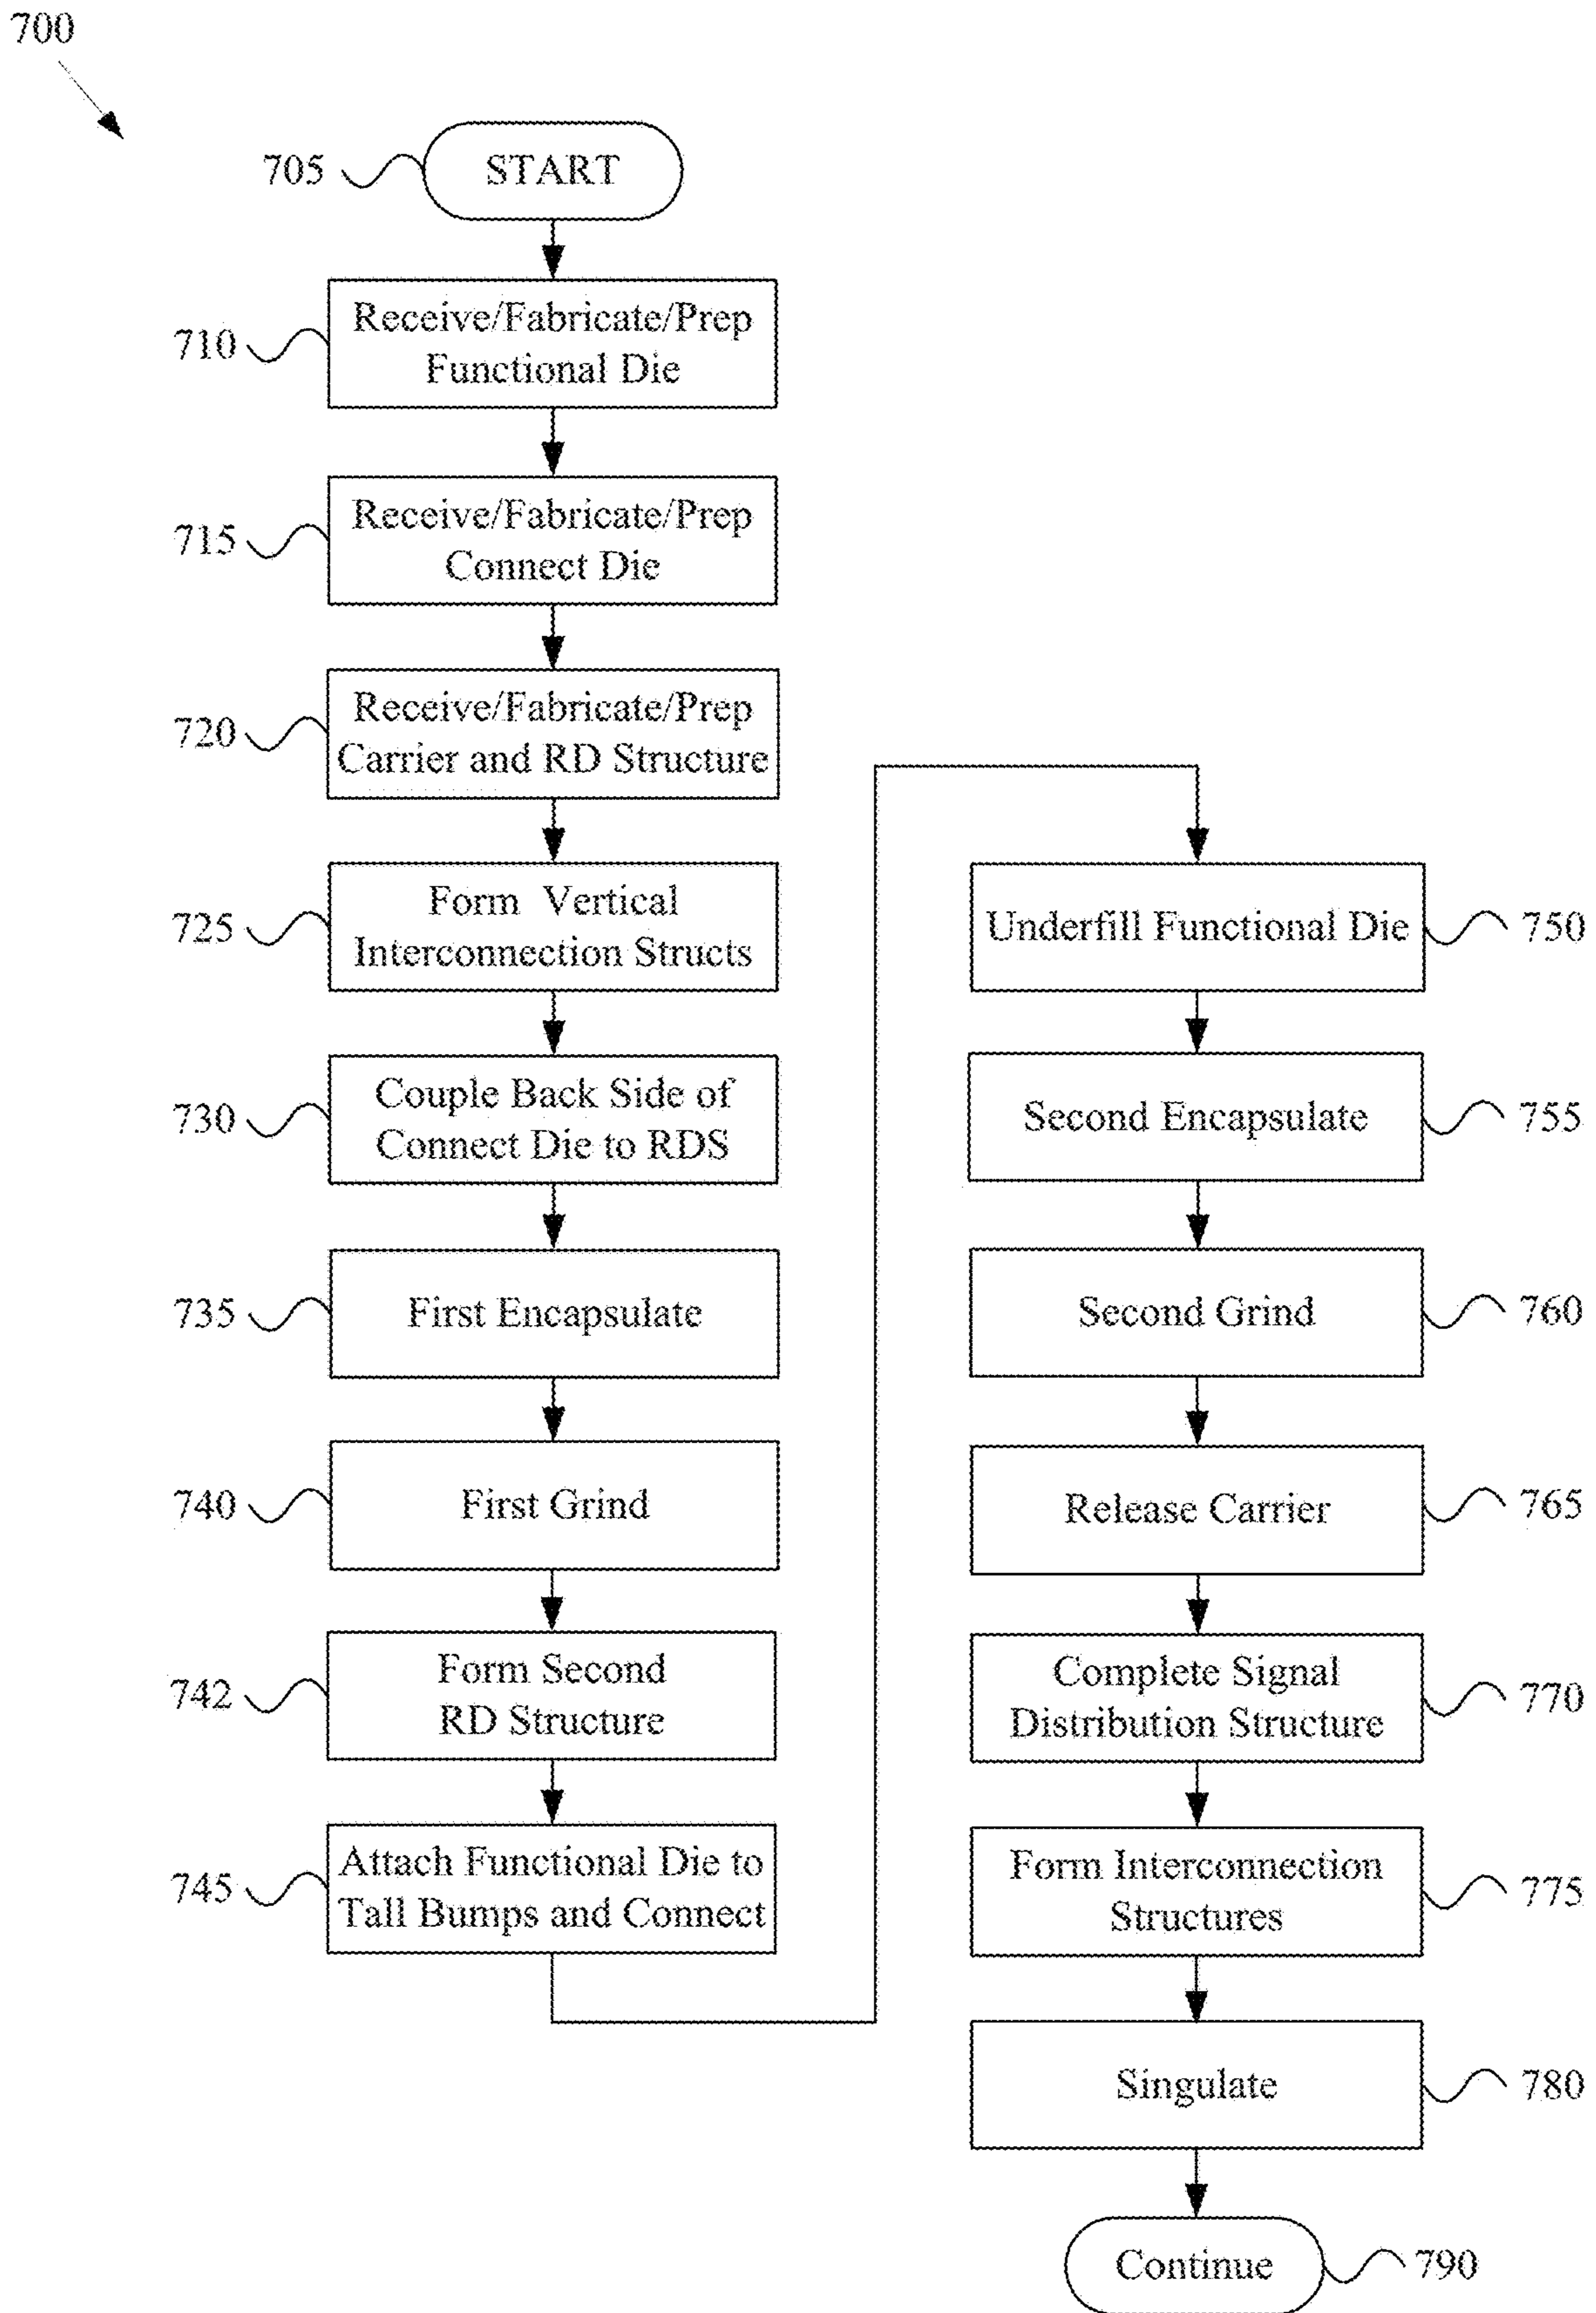 700
705
START
710
Receive/Fabricate/Prep
Functional Die
715
Receive/Fabricate/Prep
Connect Die
720
Receive/Fabricate/Prep
Carrier and RD Structure
725
Form Vertical
Interconnection Structs
730
Couple Back Side of
Connect Die to RDS
735
First Encapsulate
740
First Grind
742
Form Second
RD Structure
745
Attach Functional Die to
Tall Bumps and Connect
Underfill Functional Die
750
Second Encapsulate
755
Second Grind
760
Release Carrier
765
Complete Signal
Distribution Structure
770
Form Interconnection
Structures
775
Singulate
780
Continue
790